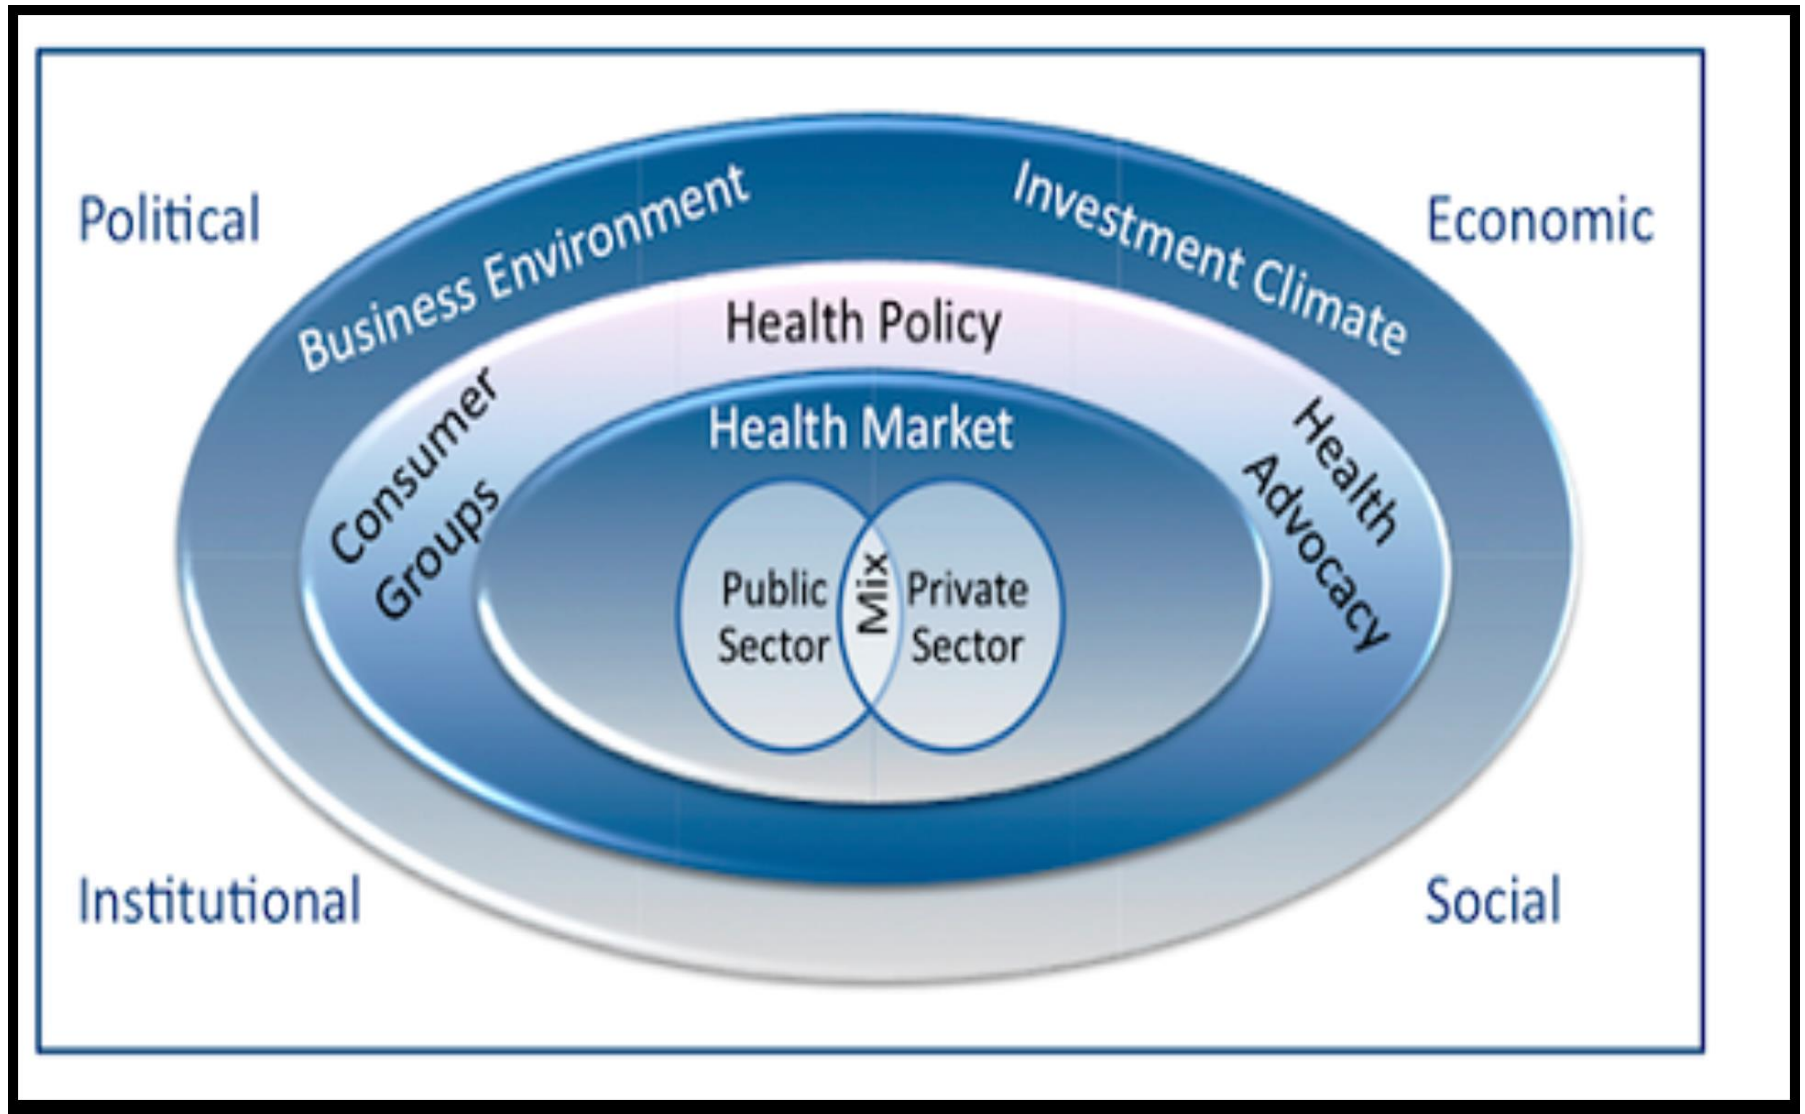 Political
Economic
Business Environment
Investment Climate
Health Policy
Consumer
Groups
Health
Advocacy
Health Market
Public
Sector
Mix
Private
Sector
Institutional
Social